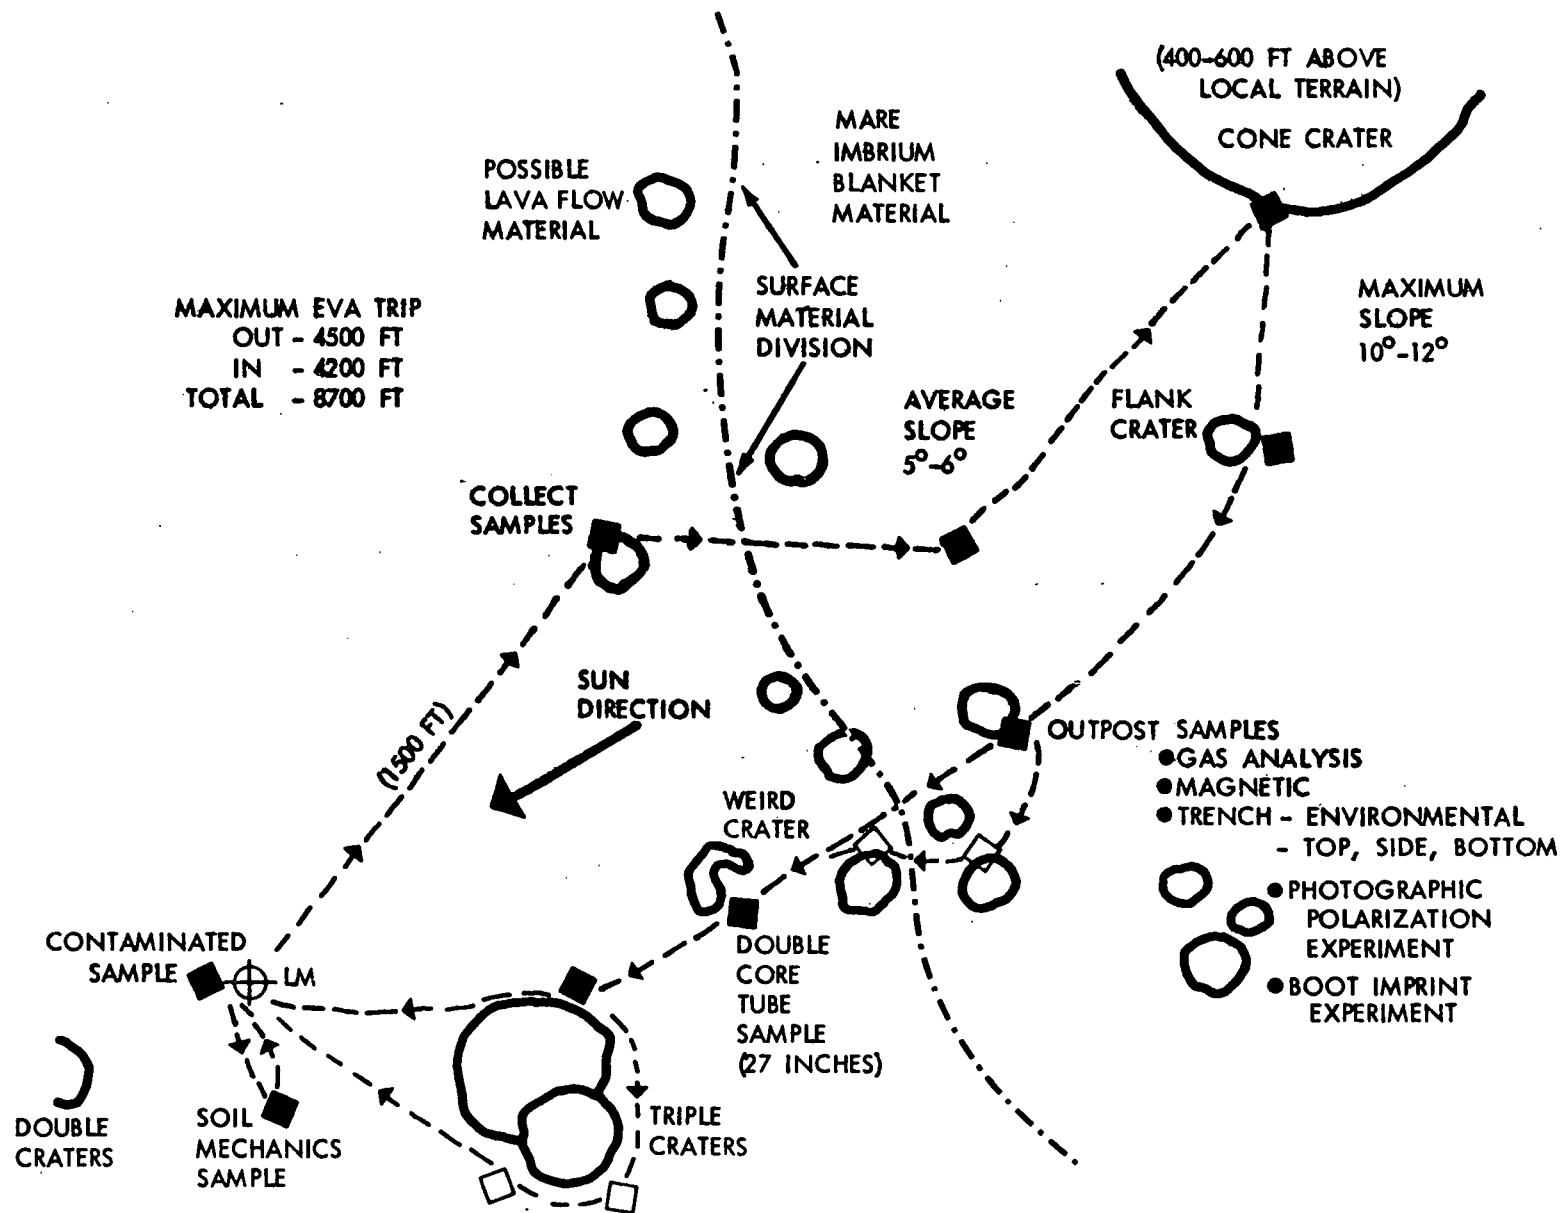 (400-600 FT ABOVE
LOCAL TERRAIN)
CONE CRATER
MARE
IMBRIUM
BLANKET
MATERIAL
POSSIBLE
LAVA FLOW
MATERIAL
SURFACE
MATERIAL
DIVISION
MAXIMUM EVA TRIP
OUT - 4500 FT
IN - 4200 FT
TOTAL - 8700 FT
MAXIMUM
SLOPE
10°-12°
AVERAGE
SLOPE
5°-6°
FLANK
CRATER
COLLECT
SAMPLES
SUN
DIRECTION
(1500 FT)
OUTPOST SAMPLES
●GAS ANALYSIS
●MAGNETIC
●TRENCH - ENVIRONMENTAL
- TOP, SIDE, BOTTOM
●PHOTOGRAPHIC
POLARIZATION
EXPERIMENT
●BOOT IMPRINT
EXPERIMENT
WEIRD
CRATER
DOUBLE
CORE
TUBE
SAMPLE
(27 INCHES)
CONTAMINATED
SAMPLE
LM
TRIPLE
CRATERS
SOIL
MECHANICS
SAMPLE
DOUBLE
CRATERS